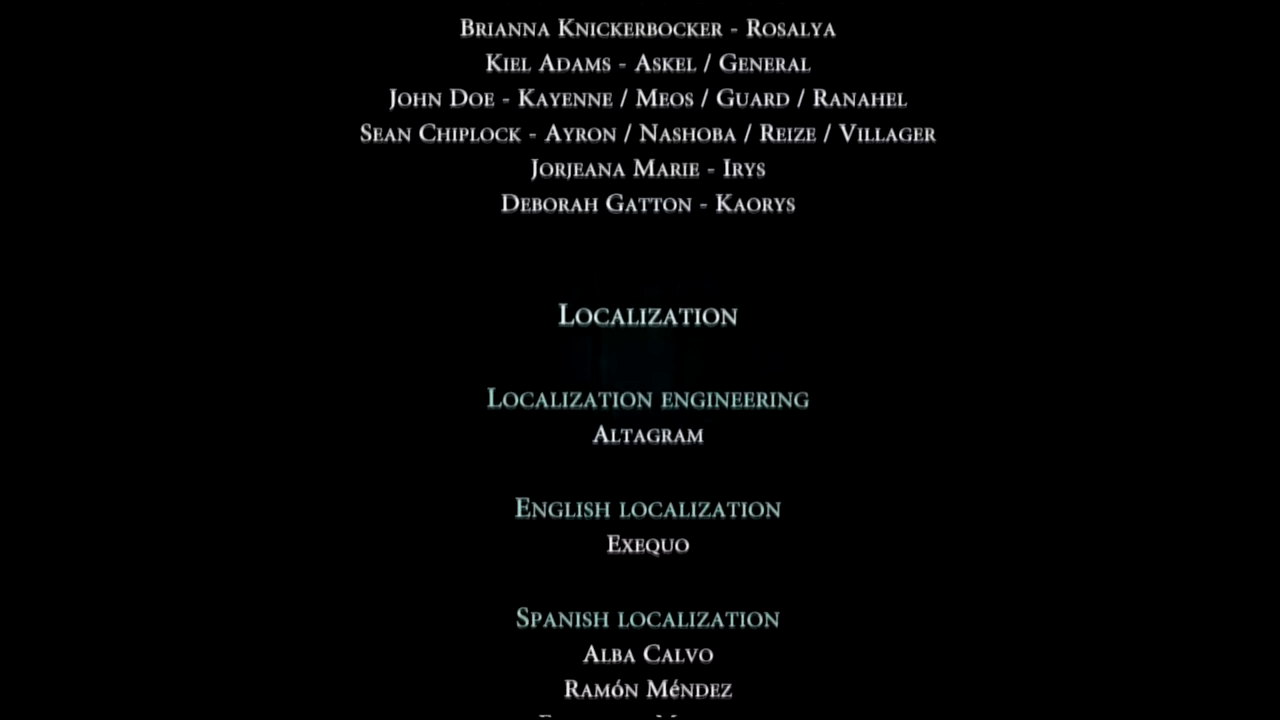 Brianna Knickerbocker - Rosalya
Kiel Adams - Askel / General
John Doe - Kayenne / Meos / Guard / Ranahel
Sean Chiplock - Ayron / Nashoba / Reize / Villager
Jorjeana Marie - Irys
Deborah Gatton - Kaorys
Localization
Localization engineering
Altagram
English localization
Exequo
Spanish localization
Alba Calvo
Ramón Méndez